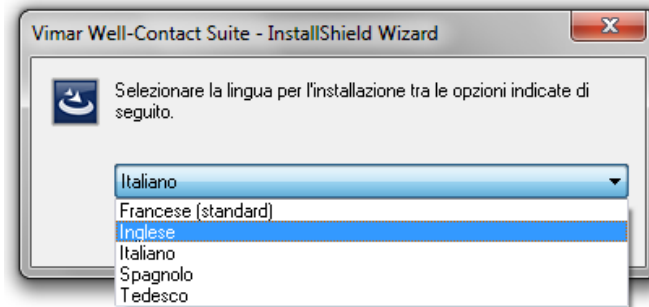 Vimar Well-Contact Suite - InstallShield Wizard
Selezionare la lingua per l'installazione tra le opzioni indicate di
seguito.
Italiano
Francese (standard)
Inglese
Italiano
Spagnolo
Tedesco